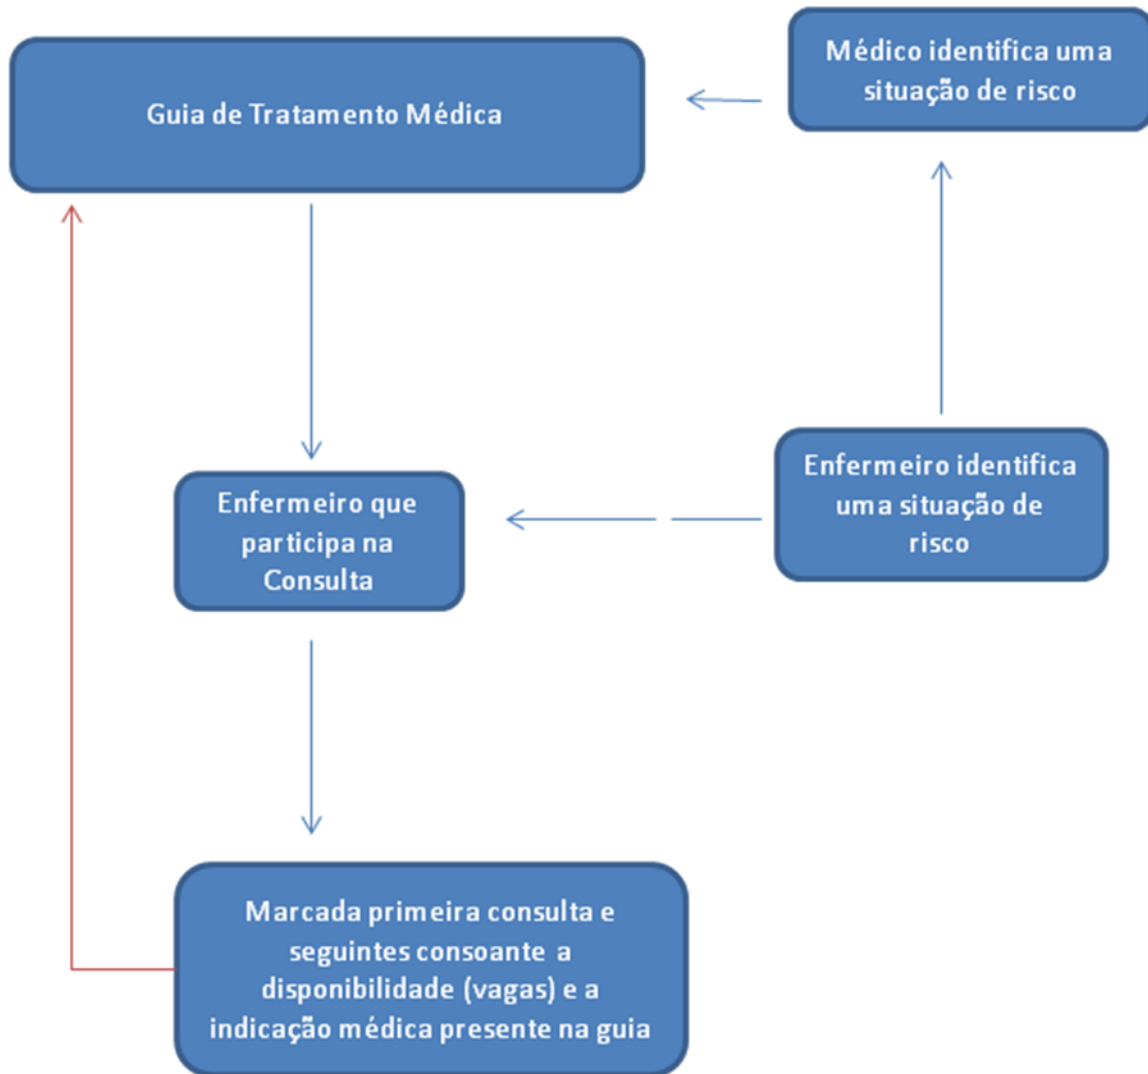 Guia de Tratamento Médica
Médico identifica uma
situação de risco
Enfermeiro que
participa na
Consulta
Enfermeiro identifica
uma situação de
risco
Marcada primeira consulta e
seguintes consoante a
disponibilidade (vagas) e a
indicação médica presente na guia